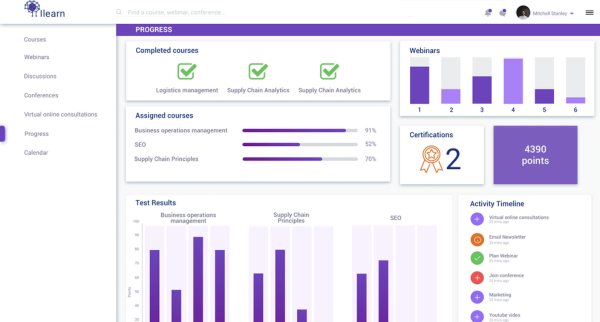 ilearn
Find a course, webinar, conference...
Mitchell Stanley
Courses
Webinars
Discussions
Conferences
Virtual online consultations
Progress
Calendar
PROGRESS
Completed courses
Logistics management
Supply Chain Analytics
Supply Chain Analytics
Assigned courses
Business operations management 91%
SEO 52%
Supply Chain Principles 70%
Webinars
1 2 3 4 5 6
Certifications
2
4390
points
Test Results
Business operations
management
Supply Chain
Principles
SEO
100
90
80
70
60
50
40
30
Points
Activity Timeline
Virtual online consultations
Email Newsletter
Plan Webinar
Join conference
Marketing
Youtube video